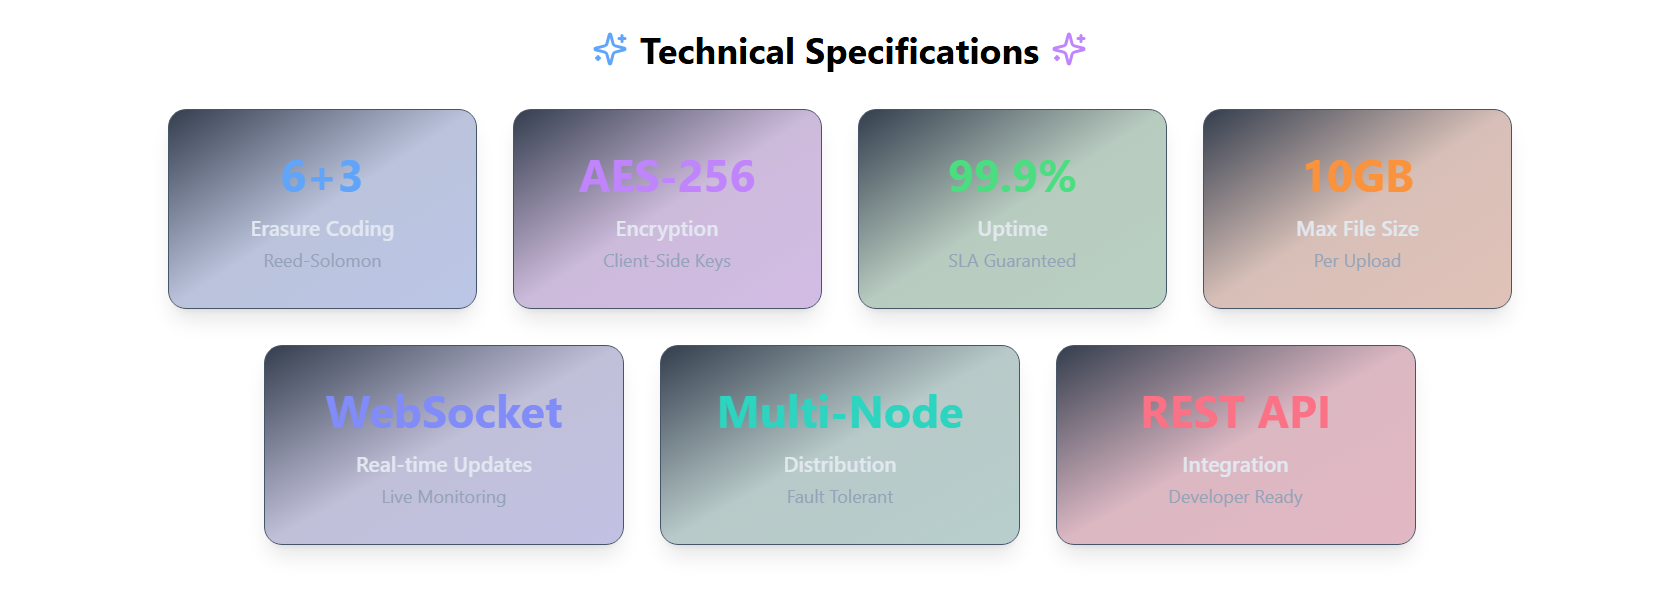 Technical Specifications
6+3
Erasure Coding
Reed-Solomon
AES-256
Encryption
Client-Side Keys
99.9%
Uptime
SLA Guaranteed
10GB
Max File Size
Per Upload
WebSocket
Real-time Updates
Live Monitoring
Multi-Node
Distribution
Fault Tolerant
REST API
Integration
Developer Ready